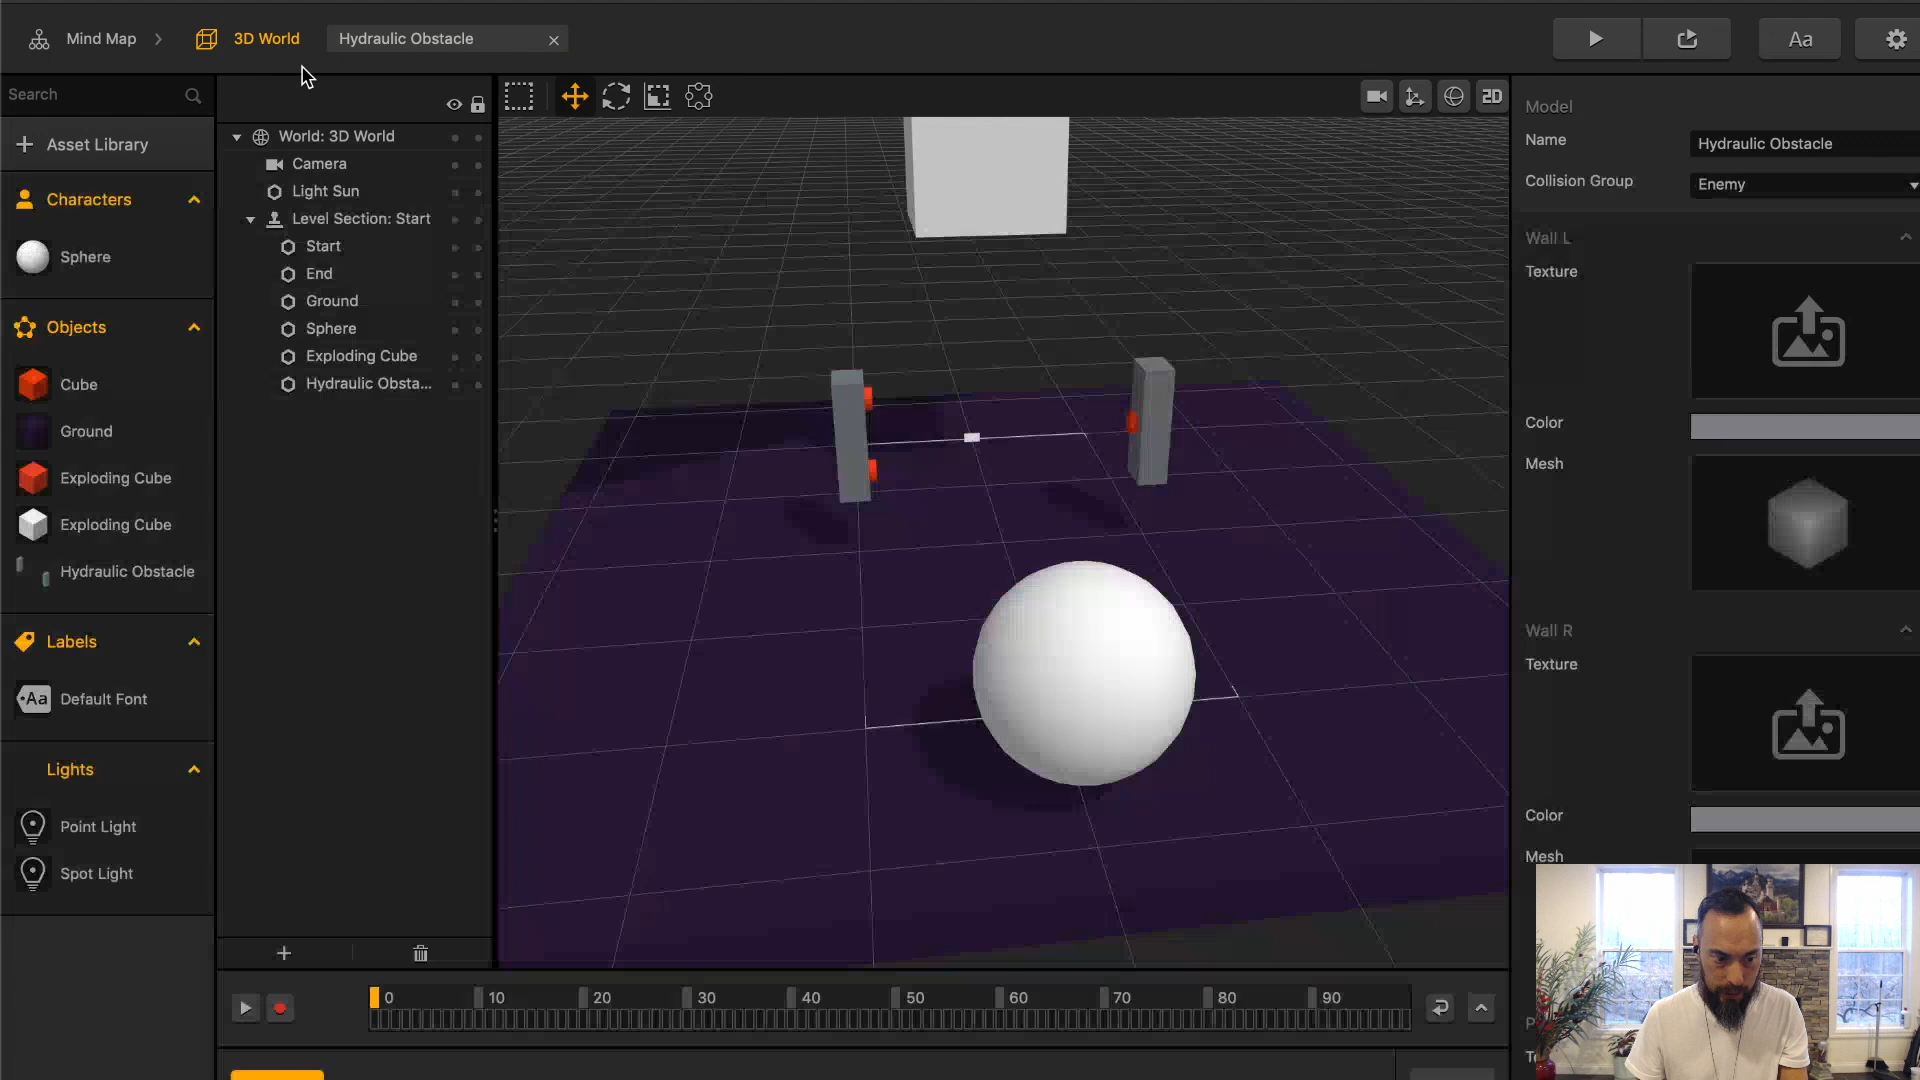 Mind Map
3D World
Hydraulic Obstacle
Aa
Search
Asset Library
Characters
Sphere
Objects
Cube
Ground
Exploding Cube
Exploding Cube
Hydraulic Obstacle
Labels
Aa
Default Font
Lights
Point Light
Spot Light
World: 3D World
Camera
Light Sun
Level Section: Start
Start
End
Ground
Sphere
Exploding Cube
Hydraulic Obsta...
2D
0 10 20 30 40 50 60 70 80 90
Model
Name
Hydraulic Obstacle
Collision Group
Enemy
Wall L
Texture
Color
Mesh
Wall R
Texture
Color
Mesh